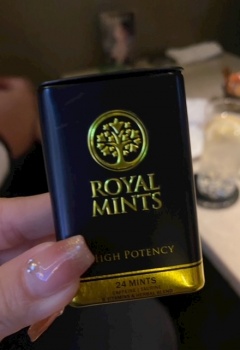 ROYAL
MINTS
HIGH POTENCY
24 MINTS